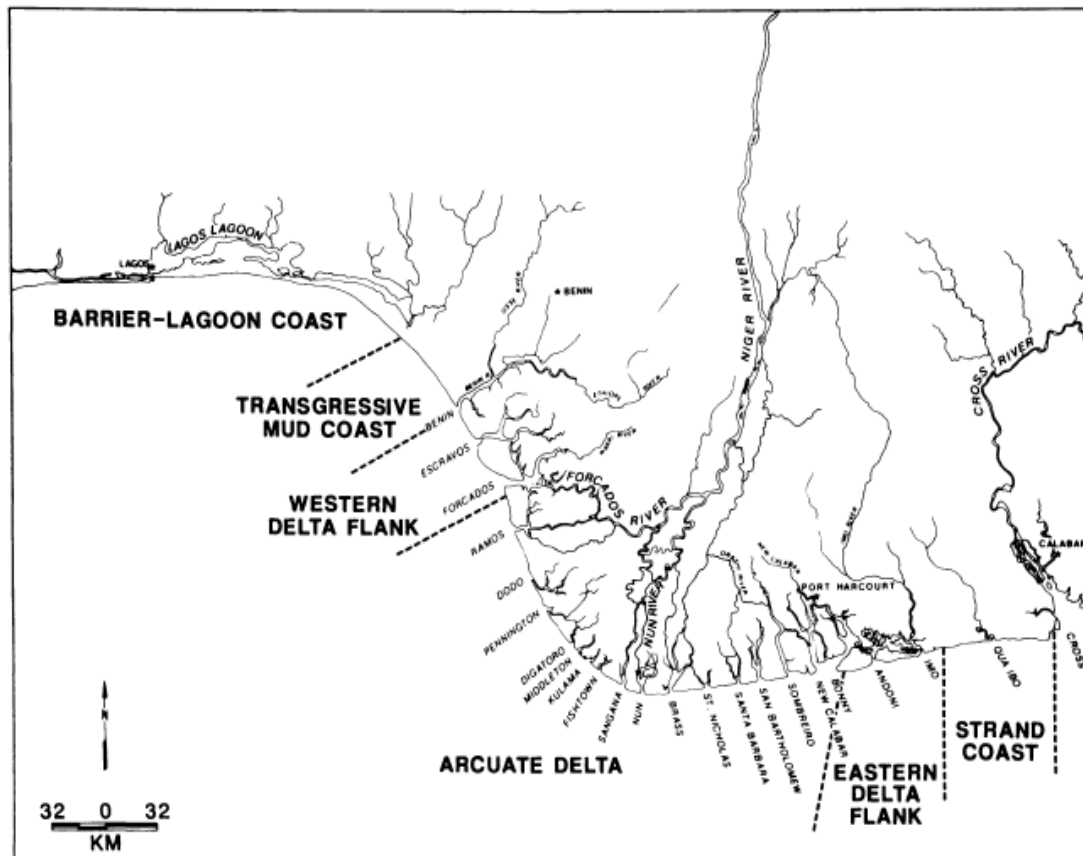 LAGOS LAGOON
LAGOS
BARRIER-LAGOON COAST
BENIN
NIGER RIVER
CROSS RIVER
TRANSGRESSIVE
MUD COAST
BENIN
ESCRAVOS
FORCADOS
FORCADOS RIVER
WESTERN
DELTA FLANK
RAMOS
DODO
PENNINGTON
DIGATORO
MIDDLETON
KULAMA
FISHTOWN
SANGANA
NUN
NUN RIVER
BRASS
ST. NICHOLAS
SANTA BARBARA
SAN BARTHOLOMEW
SOMBREIRO
NEW CALABAR
BONNY
ANDONI
IMO
QUA IBO
CROSS
CALABAR
PORT HARCOURT
NEW CALABAR
ARCUATE DELTA
EASTERN
DELTA
FLANK
STRAND
COAST
N
32 0 32
KM